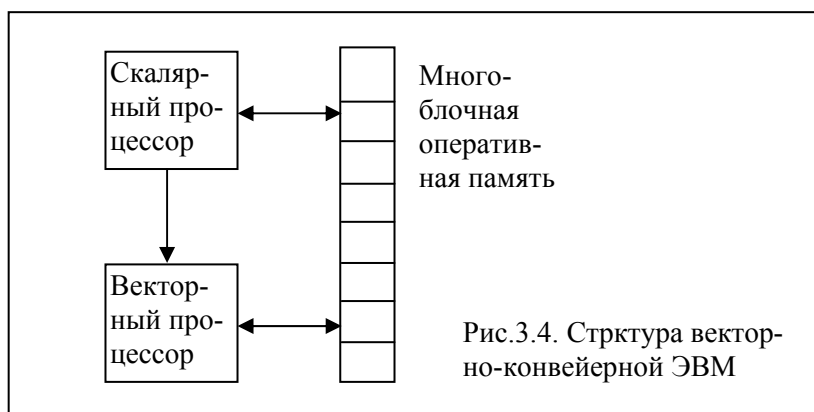 Скаляр-
ный про-
цессор
Много-
блочная
оператив-
ная память
Вектор-
ный про-
цессор
Рис.3.4. Стрктура вектор-
но-конвейерной ЭВМ